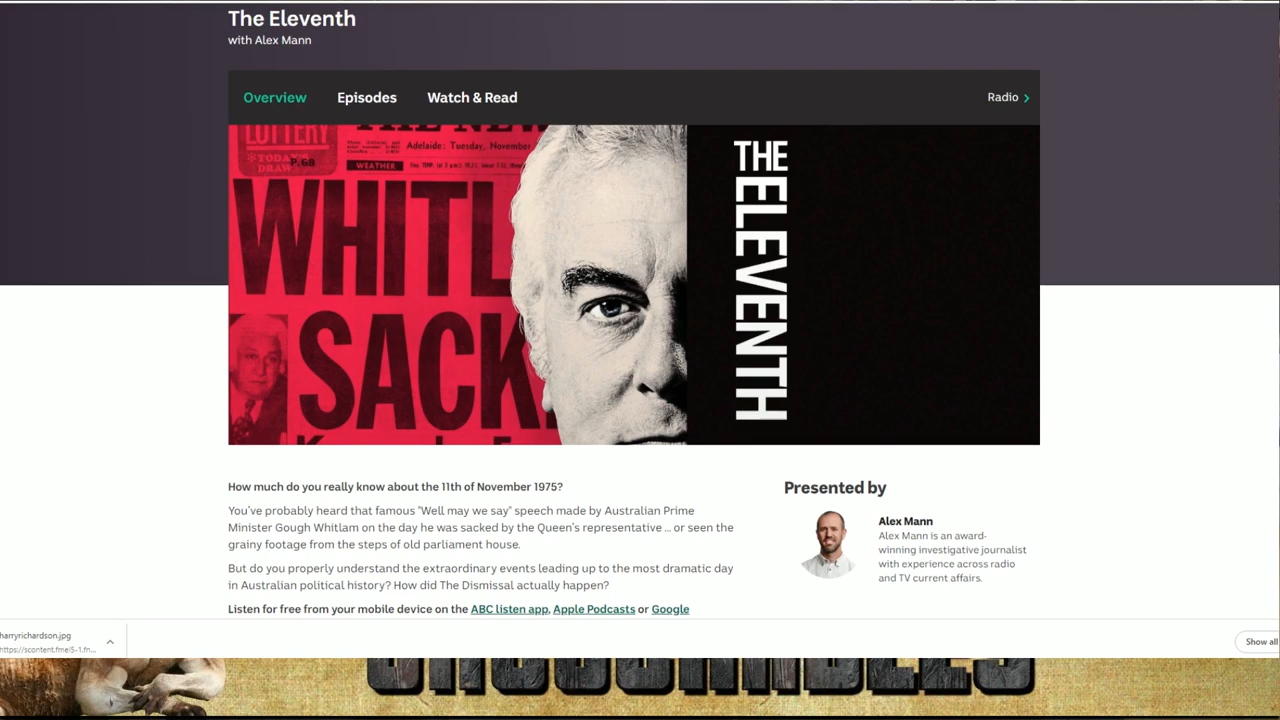 The Eleventh
with Alex Mann
Overview Episodes Watch & Read Radio
LOTTERY
TODAY'S
DRAW P. 68
Adelaide: Tuesday, November
WEATHER
WHITL
SACK
THE ELEVENTH
How much do you really know about the 11th of November 1975?
You've probably heard that famous "Well may we say" speech made by Australian Prime
Minister Gough Whitlam on the day he was sacked by the Queen's representative ... or seen the
grainy footage from the steps of old parliament house.
But do you properly understand the extraordinary events leading up to the most dramatic day
in Australian political history? How did The Dismissal actually happen?
Listen for free from your mobile device on the ABC listen app, Apple Podcasts or Google
Presented by
Alex Mann
Alex Mann is an award-
winning investigative journalist
with experience across radio
and TV current affairs.
harryrichardson.jpg
https://scontent.fmel5-1.fn...
Show all